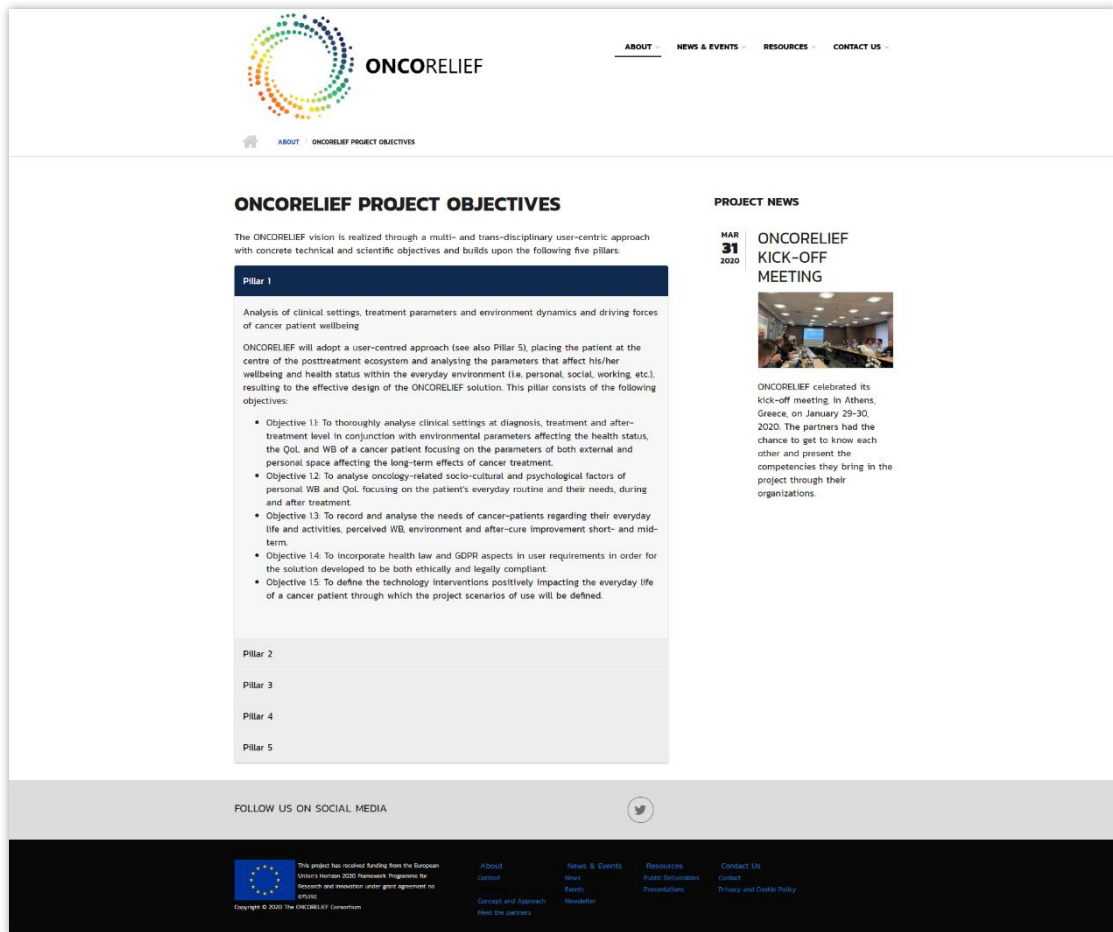 ONCORELIEF
ABOUT
NEWS & EVENTS
RESOURCES
CONTACT US
ABOUT / ONCORELIEF PROJECT OBJECTIVES
ONCORELIEF PROJECT OBJECTIVES
The ONCORELIEF vision is realized through a multi- and trans-disciplinary user-centric approach
with concrete technical and scientific objectives and builds upon the following five pillars:
Pillar 1
Analysis of clinical settings, treatment parameters and environment dynamics and driving forces
of cancer patient wellbeing
ONCORELIEF will adopt a user-centred approach (see also Pillar 5), placing the patient at the
centre of the posttreatment ecosystem and analysing the parameters that affect his/her
wellbeing and health status within the everyday environment (i.e. personal, social, working, etc.),
resulting to the effective design of the ONCORELIEF solution. This pillar consists of the following
objectives:
• Objective 1.1: To thoroughly analyse clinical settings at diagnosis, treatment and after-
treatment level in conjunction with environmental parameters affecting the health status,
the QoL and WB of a cancer patient focusing on the parameters of both external and
personal space affecting the long-term effects of cancer treatment.
• Objective 1.2: To analyse oncology-related socio-cultural and psychological factors of
personal WB and QoL focusing on the patient's everyday routine and their needs, during
and after treatment.
• Objective 1.3: To record and analyse the needs of cancer-patients regarding their everyday
life and activities, perceived WB, environment and after-cure improvement short- and mid-
term.
• Objective 1.4: To incorporate health law and GDPR aspects in user requirements in order for
the solution developed to be both ethically and legally compliant.
• Objective 1.5: To define the technology interventions positively impacting the everyday life
of a cancer patient through which the project scenarios of use will be defined.
Pillar 2
Pillar 3
Pillar 4
Pillar 5
PROJECT NEWS
MAR
31
2020
ONCORELIEF
KICK-OFF
MEETING
ONCORELIEF celebrated its
kick-off meeting, in Athens,
Greece, on January 29-30,
2020. The partners had the
chance to get to know each
other and present the
competencies they bring in the
project through their
organizations.
FOLLOW US ON SOCIAL MEDIA
This project has received funding from the European
Union's Horizon 2020 Framework Programme for
Research and Innovation under grant agreement no
875392
Copyright © 2020 The ONCORELIEF Consortium
About
Context
Concept and Approach
Meet the partners
News & Events
News
Events
Newsletter
Resources
Public Deliverables
Presentations
Contact Us
Contact
Privacy and Cookie Policy